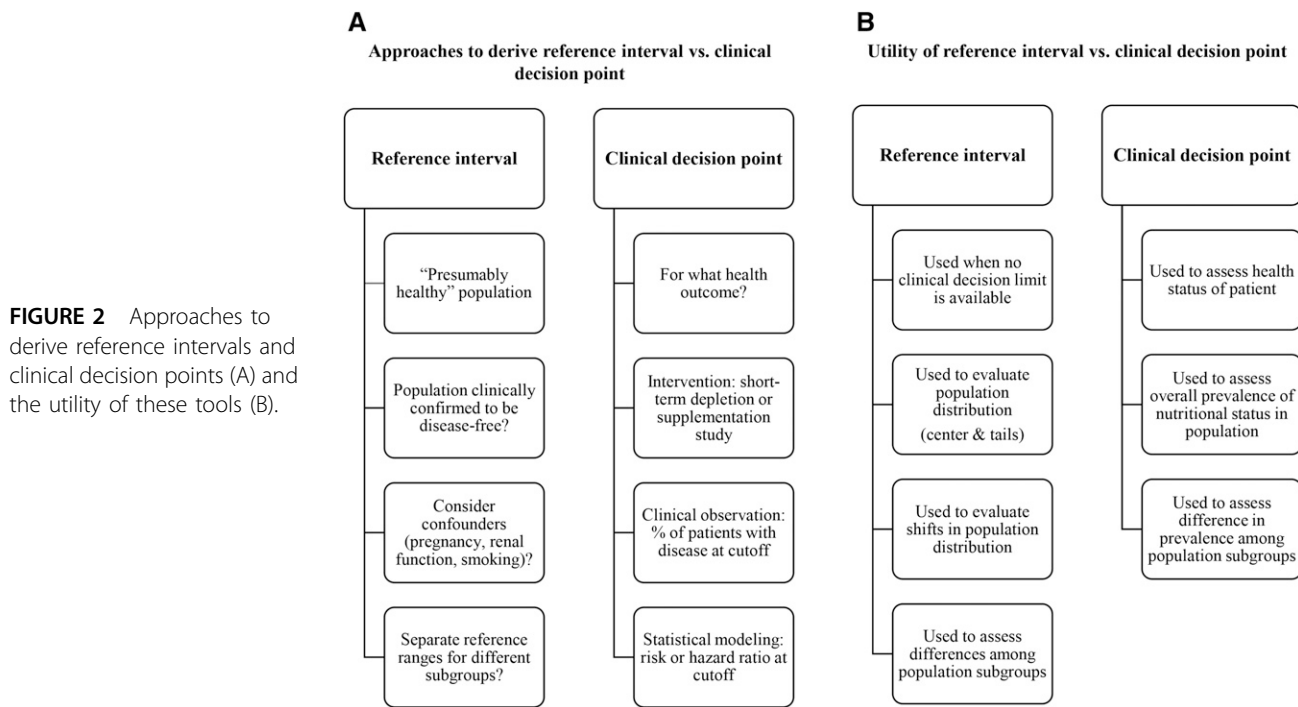 A
Approaches to derive reference interval vs. clinical
decision point
Reference interval
"Presumably
healthy" population
Population clinically
confirmed to be
disease-free?
Consider
confounders
(pregnancy, renal
function, smoking)?
Separate reference
ranges for different
subgroups?
Clinical decision point
For what health
outcome?
Intervention: short-
term depletion or
supplementation
study
Clinical observation:
% of patients with
disease at cutoff
Statistical modeling:
risk or hazard ratio at
cutoff
B
Utility of reference interval vs. clinical decision point
Reference interval
Used when no
clinical decision limit
is available
Used to evaluate
population
distribution
(center & tails)
Used to evaluate
shifts in population
distribution
Used to assess
differences among
population subgroups
Clinical decision point
Used to assess health
status of patient
Used to assess
overall prevalence of
nutritional status in
population
Used to assess
difference in
prevalence among
population subgroups
FIGURE 2 Approaches to
derive reference intervals and
clinical decision points (A) and
the utility of these tools (B).